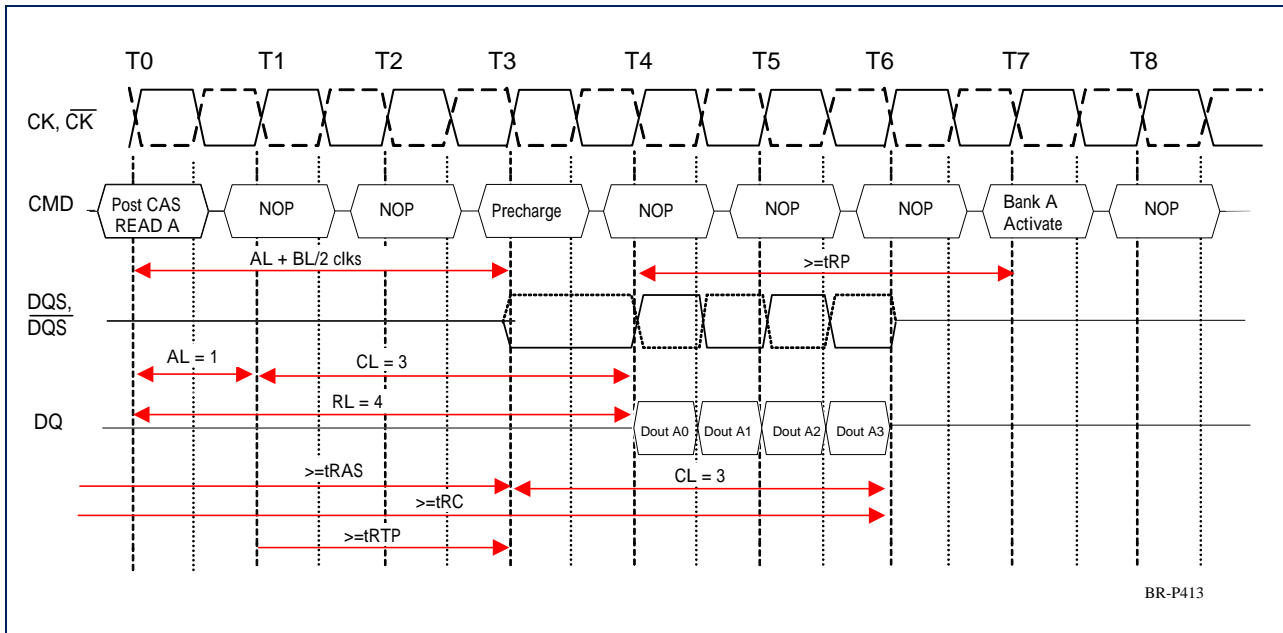 T0 T1 T2 T3 T4 T5 T6 T7 T8
CK, CK
CMD
Post CAS
READ A
NOP
NOP
Precharge
NOP
NOP
NOP
Bank A
Activate
NOP
AL + BL/2 clks
>=tRP
DQS,
DQS
AL = 1
CL = 3
RL = 4
DQ
Dout A0
Dout A1
Dout A2
Dout A3
>=tRAS
CL = 3
>=tRC
>=tRTP
BR-P413